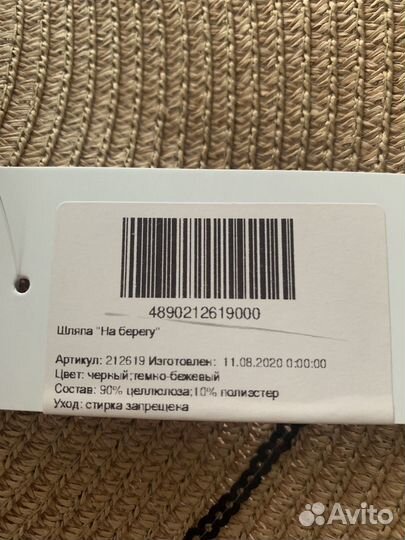 4890212619000
Шляпа "На берегу"
Артикул: 212619 Изготовлен: 11.08.2020 0:00:00
Цвет: черный;темно-бежевый
Состав: 90% целлюлоза;10% полиэстер
Уход: стирка запрещена
Avito